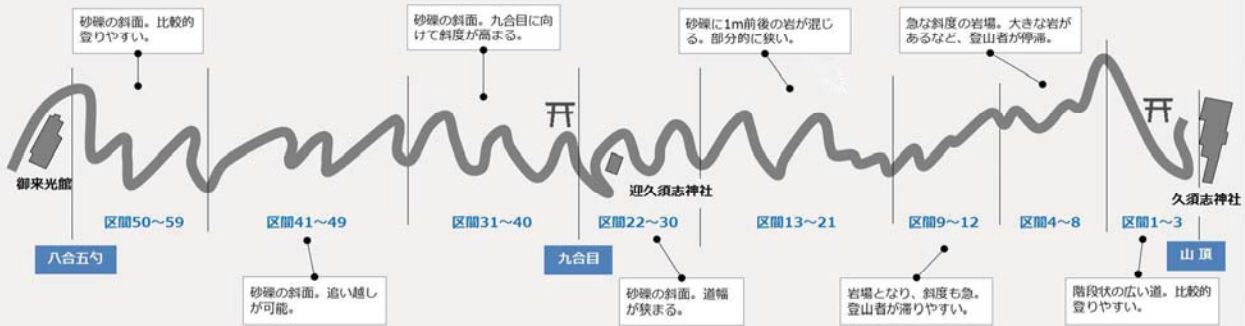 砂礫の斜面。比較的
登りやすい。
砂礫の斜面。九合目に向
けて斜度が高まる。
砂礫に1m前後の岩が混じ
る。部分的に狭い。
急な斜度の岩場。大きな岩が
あるなど、登山者が停滞。
御来光館
迎久須志神社
久須志神社
区間50～59
区間41～49
区間31～40
区間22～30
区間13～21
区間9～12
区間4～8
区間1～3
八合五勺
九合目
山 頂
砂礫の斜面。追い越し
が可能。
砂礫の斜面。道幅
が狭まる。
岩場となり、斜度も急。
登山者が滞りやすい。
階段状の広い道。比較的
登りやすい。